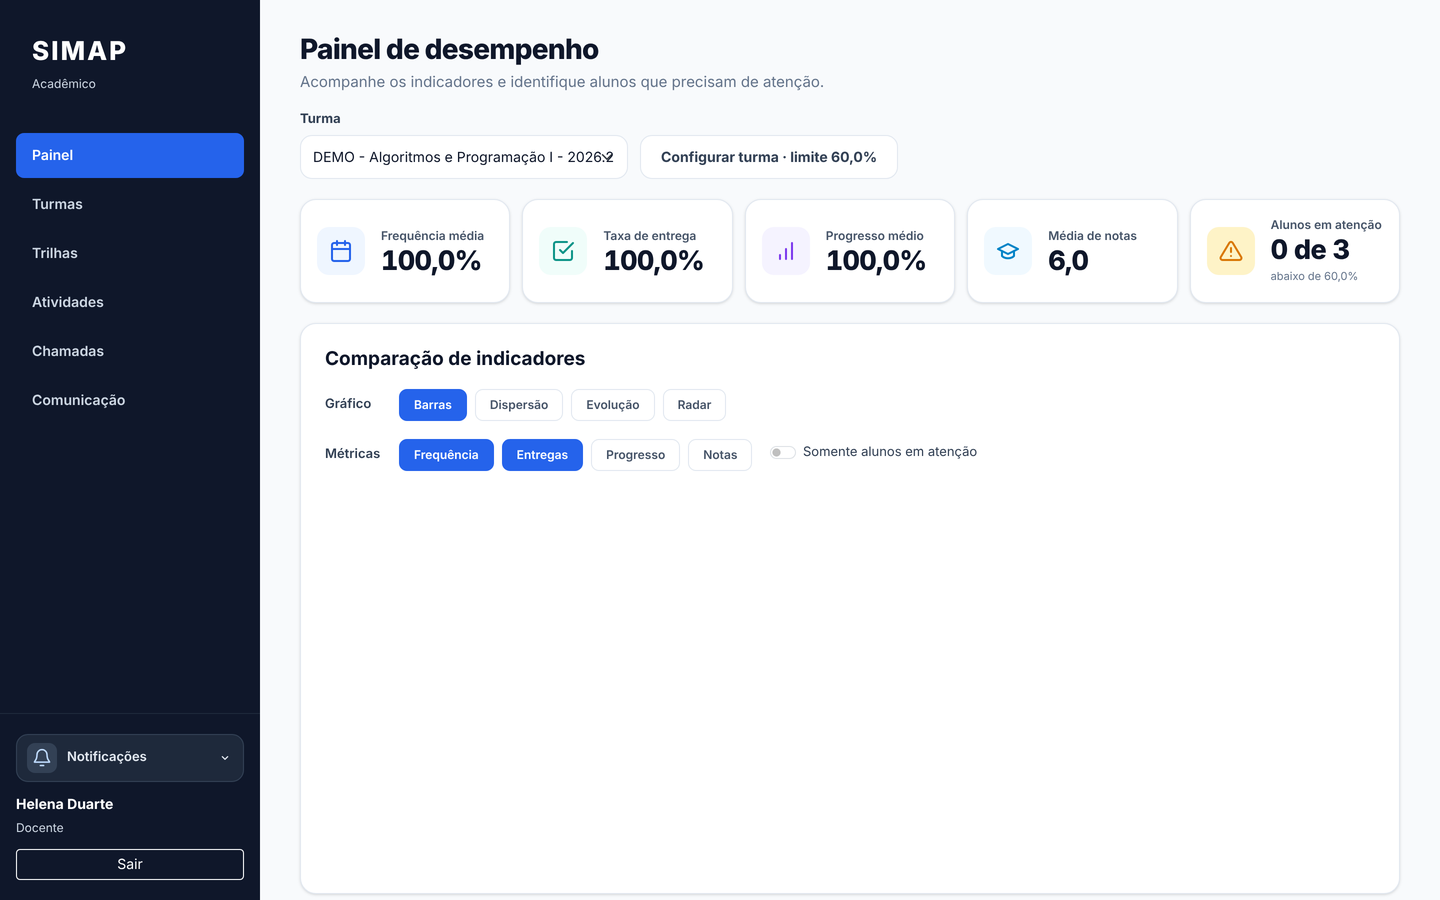 SIMAP
Acadêmico
Painel
Turmas
Trilhas
Atividades
Chamadas
Comunicação
Notificações
Helena Duarte
Docente
Sair
Painel de desempenho
Acompanhe os indicadores e identifique alunos que precisam de atenção.
Turma
DEMO - Algoritmos e Programação I - 2026.2
Configurar turma · limite 60,0%
Frequência média
100,0%
Taxa de entrega
100,0%
Progresso médio
100,0%
Média de notas
6,0
Alunos em atenção
0 de 3
abaixo de 60,0%
Comparação de indicadores
Gráfico
Barras
Dispersão
Evolução
Radar
Métricas
Frequência
Entregas
Progresso
Notas
Somente alunos em atenção